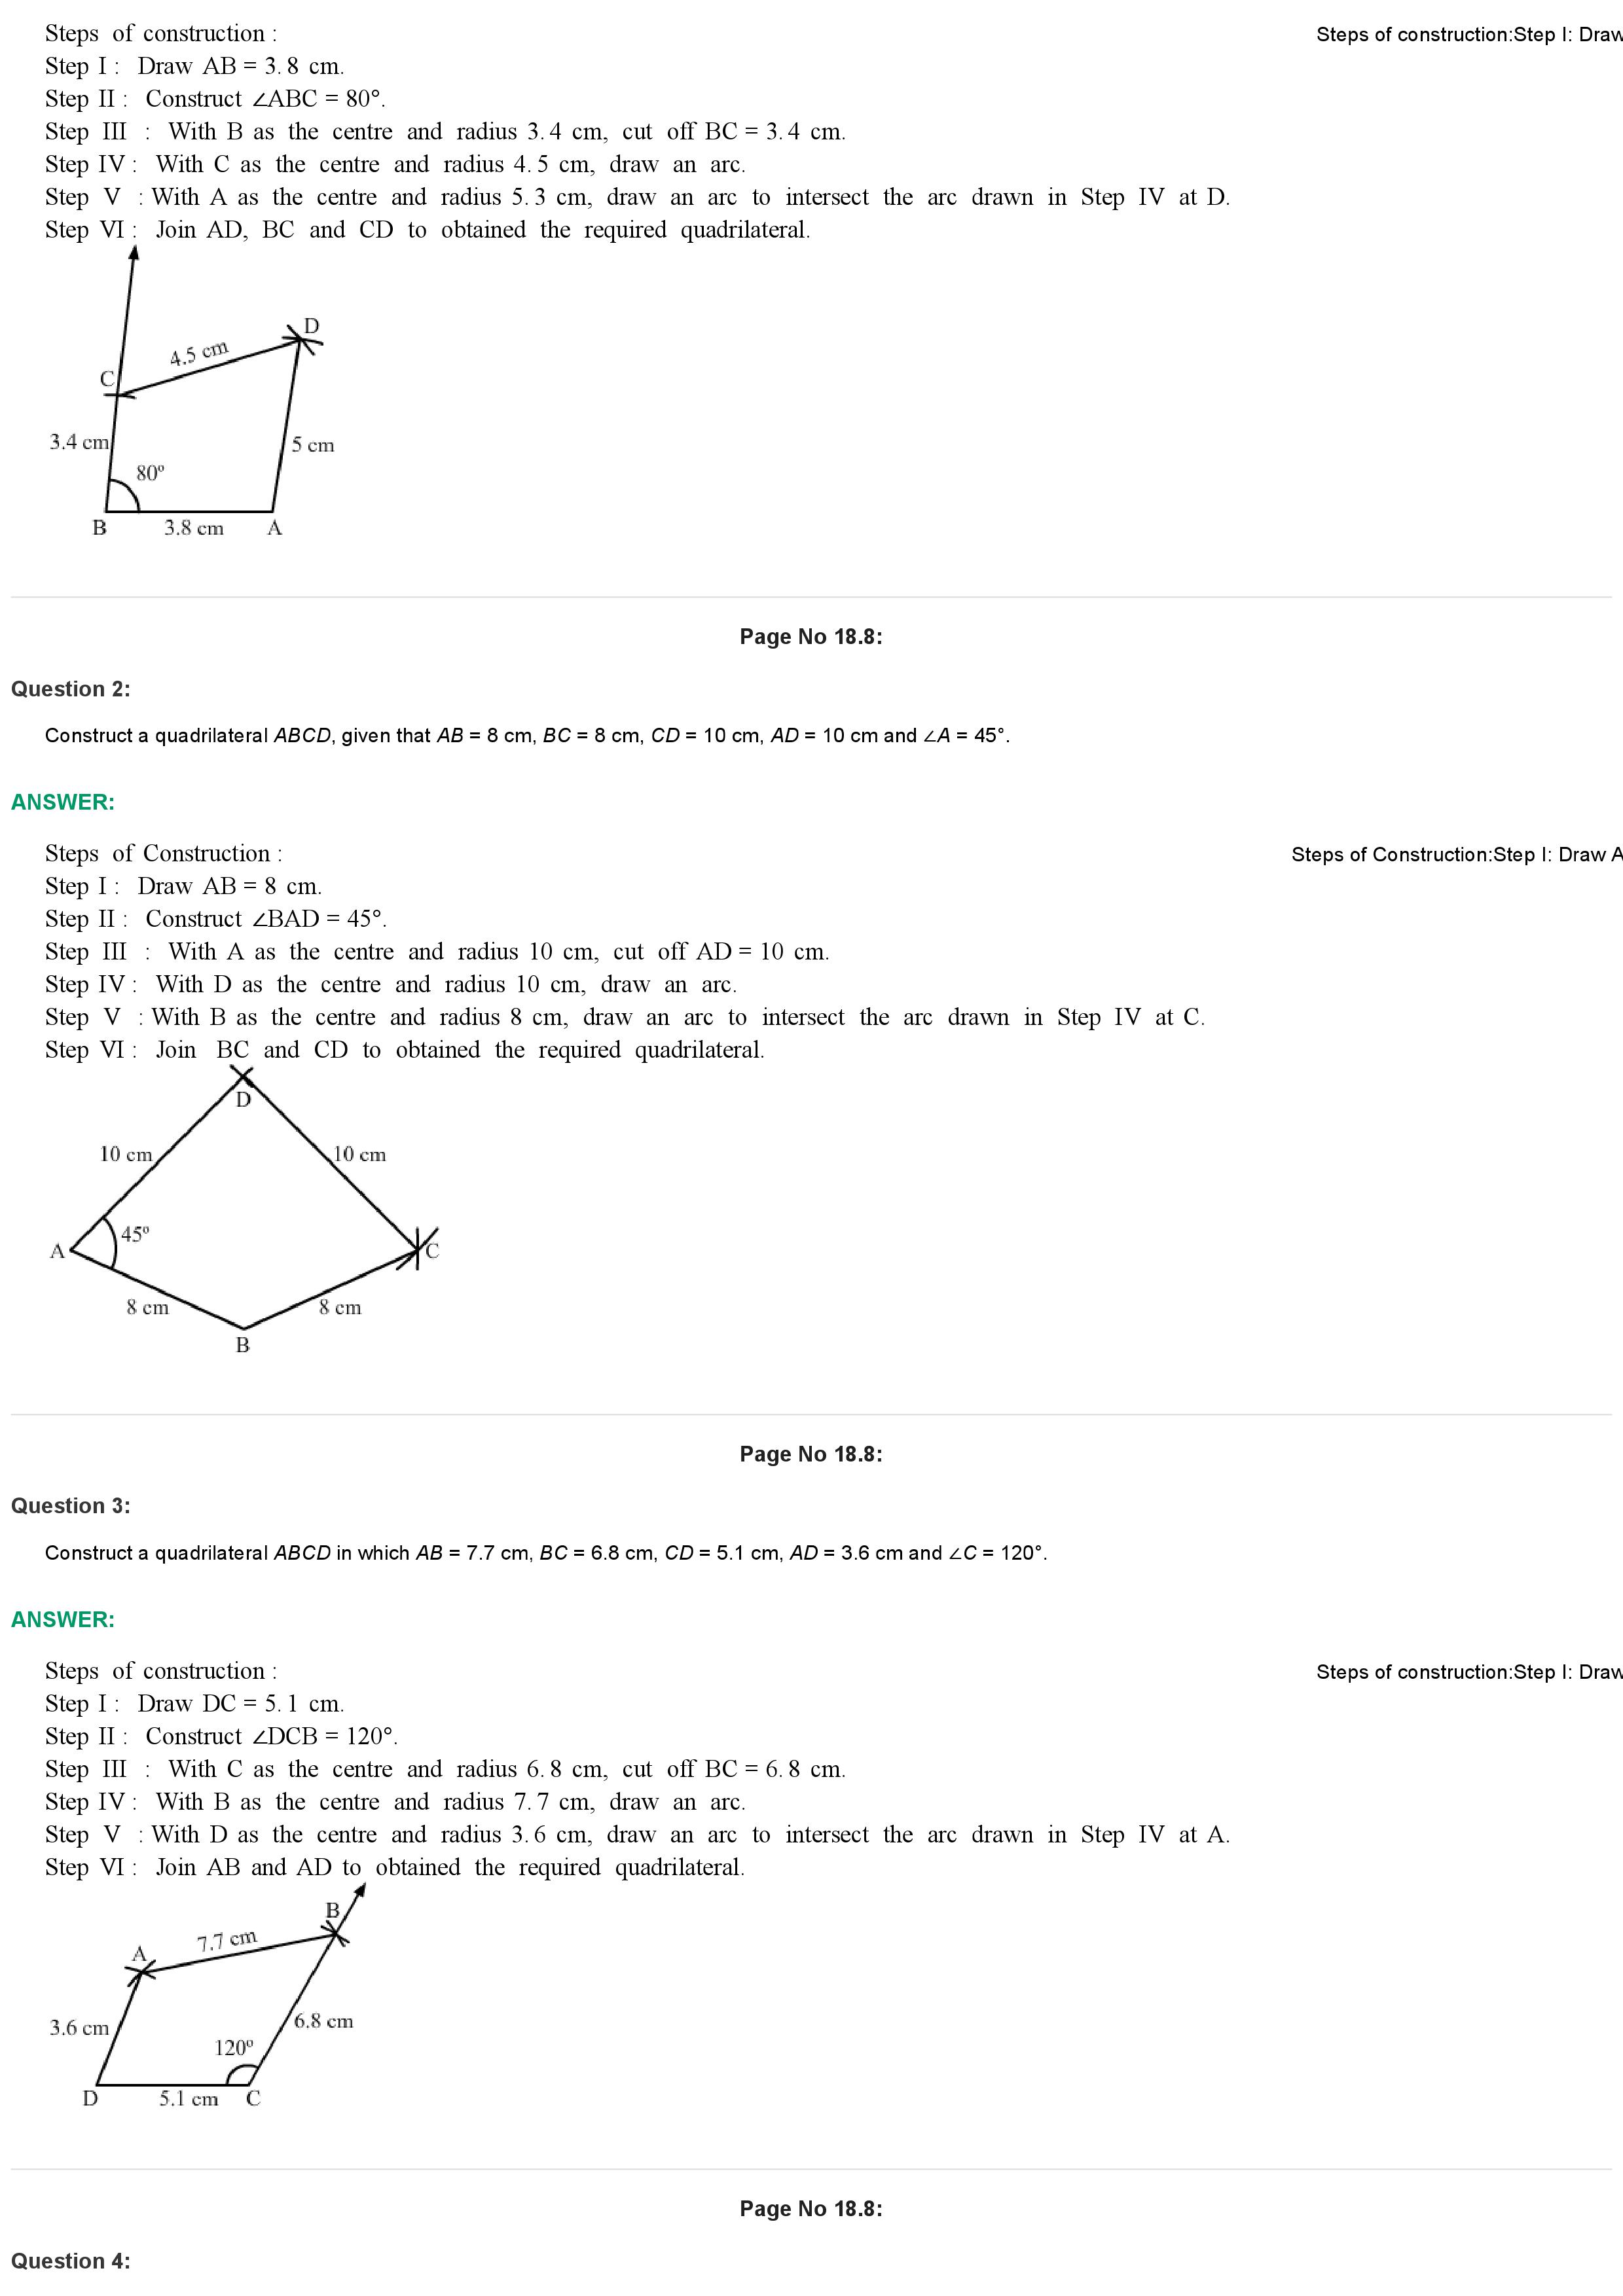 Steps of construction : Steps of construction:Step I: Draw
Step I : Draw AB = 3. 8 cm.
Step II : Construct ∠ABC = 80°.
Step III : With B as the centre and radius 3. 4 cm, cut off BC = 3. 4 cm.
Step IV : With C as the centre and radius 4. 5 cm, draw an arc.
Step V : With A as the centre and radius 5. 3 cm, draw an arc to intersect the arc drawn in Step IV at D.
Step VI : Join AD, BC and CD to obtained the required quadrilateral.
D
4.5 cm
C
3.4 cm
5 cm
80°
B
3.8 cm
A
Page No 18.8:
Question 2:
Construct a quadrilateral ABCD, given that AB = 8 cm, BC = 8 cm, CD = 10 cm, AD = 10 cm and ∠A = 45°.
ANSWER:
Steps of Construction : Steps of Construction:Step I: Draw A
Step I : Draw AB = 8 cm.
Step II : Construct ∠BAD = 45°.
Step III : With A as the centre and radius 10 cm, cut off AD = 10 cm.
Step IV : With D as the centre and radius 10 cm, draw an arc.
Step V : With B as the centre and radius 8 cm, draw an arc to intersect the arc drawn in Step IV at C.
Step VI : Join BC and CD to obtained the required quadrilateral.
D
10 cm
10 cm
45°
A
C
8 cm
8 cm
B
Page No 18.8:
Question 3:
Construct a quadrilateral ABCD in which AB = 7.7 cm, BC = 6.8 cm, CD = 5.1 cm, AD = 3.6 cm and ∠C = 120°.
ANSWER:
Steps of construction : Steps of construction:Step I: Draw
Step I : Draw DC = 5. 1 cm.
Step II : Construct ∠DCB = 120°.
Step III : With C as the centre and radius 6. 8 cm, cut off BC = 6. 8 cm.
Step IV : With B as the centre and radius 7. 7 cm, draw an arc.
Step V : With D as the centre and radius 3. 6 cm, draw an arc to intersect the arc drawn in Step IV at A.
Step VI : Join AB and AD to obtained the required quadrilateral.
B
7.7 cm
A
3.6 cm
6.8 cm
120°
D
5.1 cm
C
Page No 18.8:
Question 4: